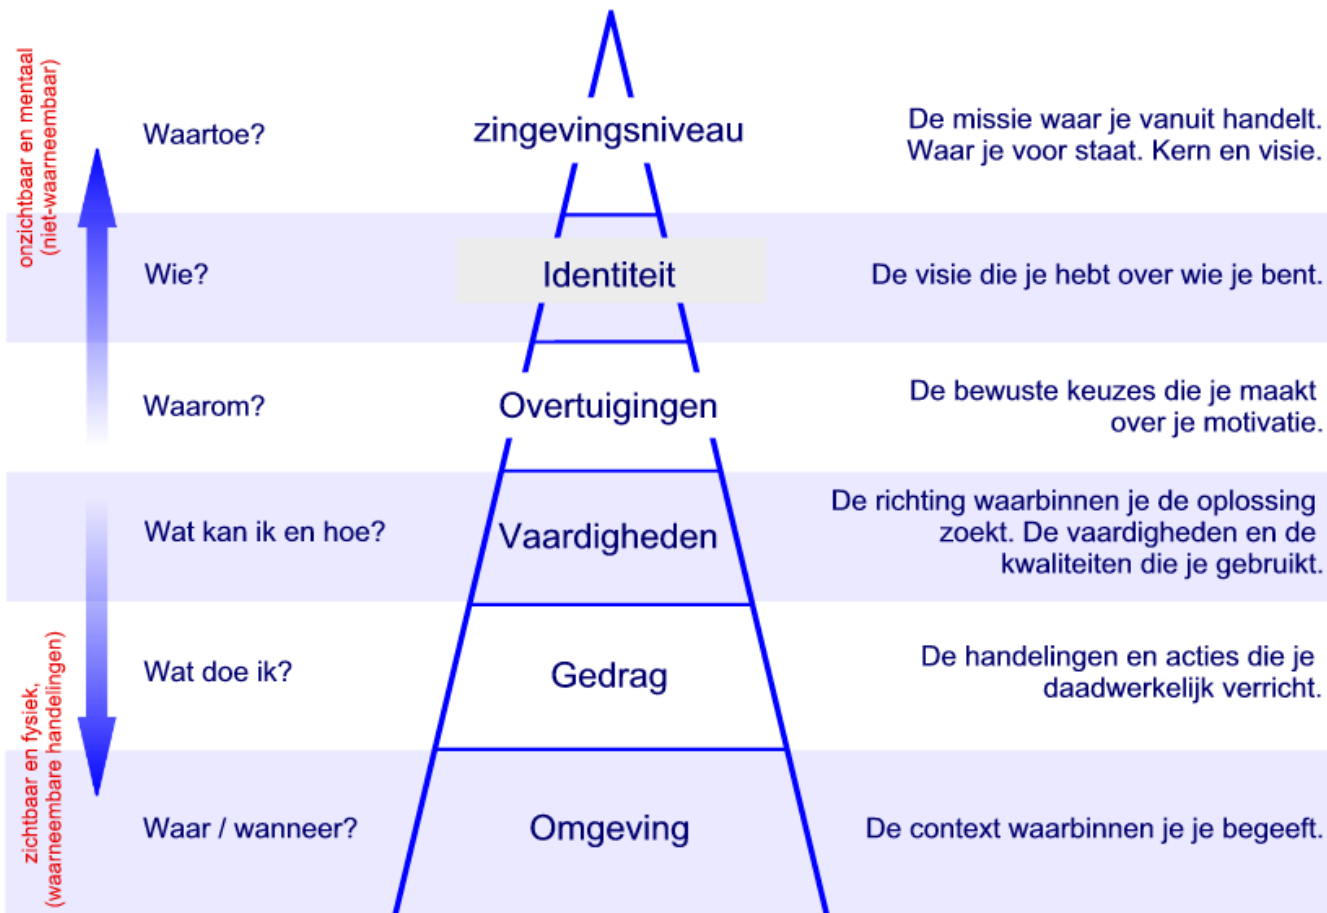 onzichtbaar en mentaal
(niet-waarneembaar)
Waartoe?
zingevingsniveau
De missie waar je vanuit handelt.
Waar je voor staat. Kern en visie.
Wie?
Identiteit
De visie die je hebt over wie je bent.
Waarom?
Overtuigingen
De bewuste keuzes die je maakt
over je motivatie.
Wat kan ik en hoe?
Vaardigheden
De richting waarbinnen je de oplossing
zoekt. De vaardigheden en de
kwaliteiten die je gebruikt.
zichtbaar en fysiek,
(waarneembare handelingen)
Wat doe ik?
Gedrag
De handelingen en acties die je
daadwerkelijk verricht.
Waar / wanneer?
Omgeving
De context waarbinnen je je begeeft.